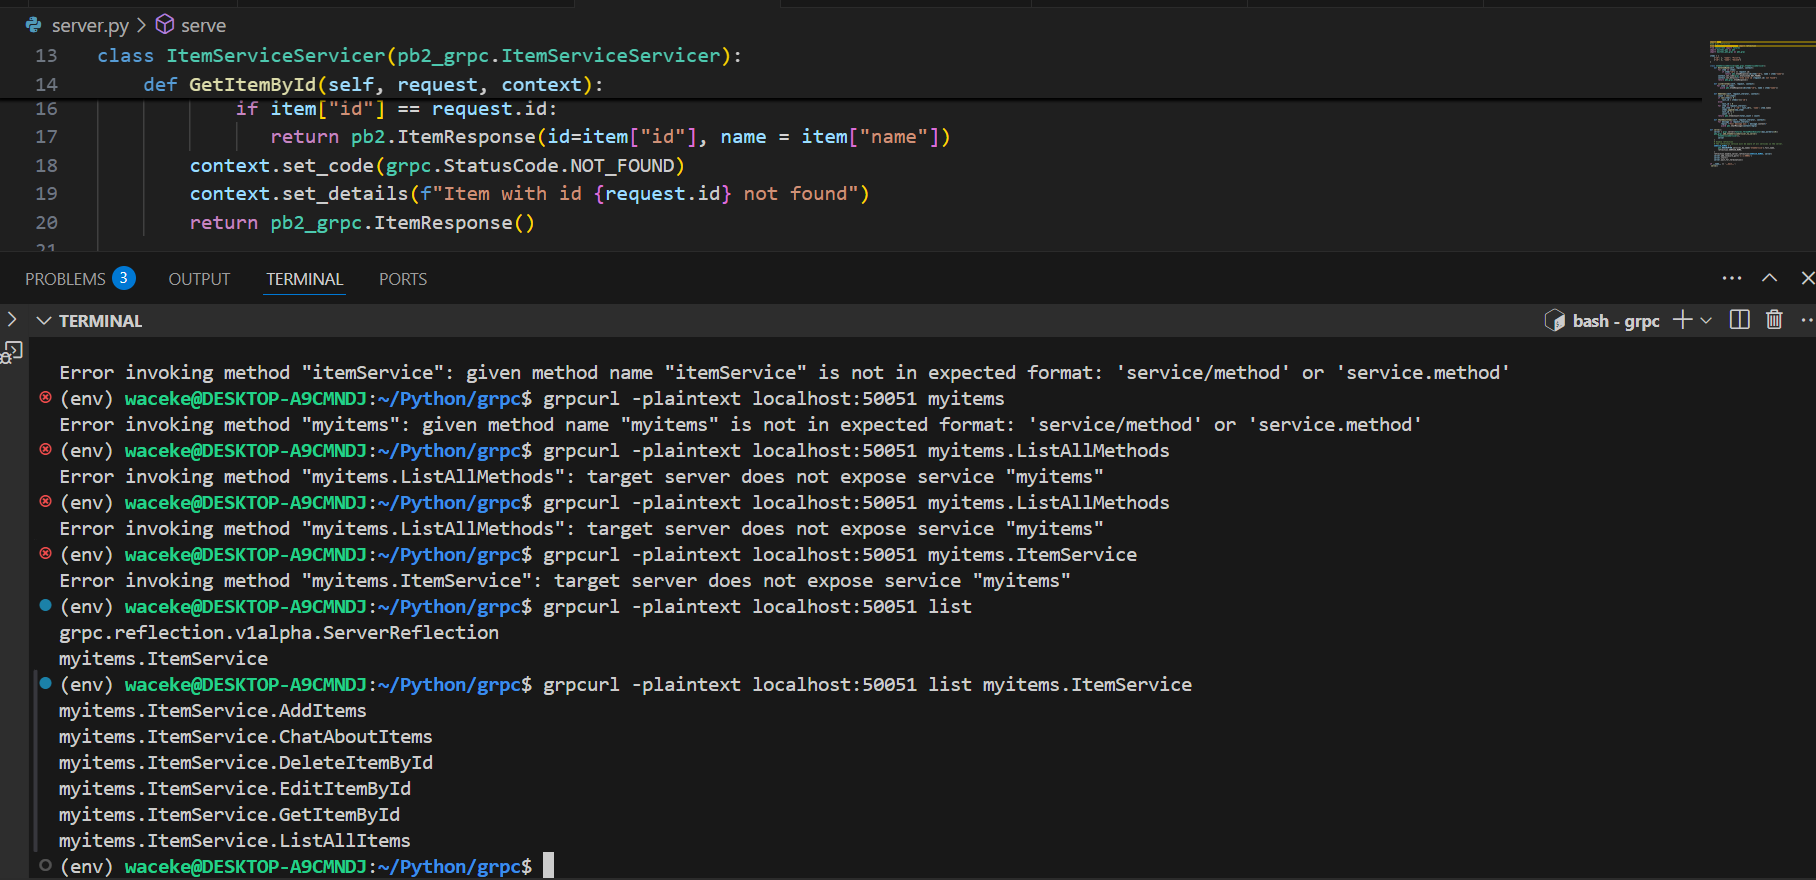 server.py > serve
13 class ItemServiceServicer(pb2_grpc.ItemServiceServicer):
14 def GetItemById(self, request, context):
16 if item["id"] == request.id:
17 return pb2.ItemResponse(id=item["id"], name = item["name"])
18 context.set_code(grpc.StatusCode.NOT_FOUND)
19 context.set_details(f"Item with id {request.id} not found")
20 return pb2_grpc.ItemResponse()
21
PROBLEMS 3 OUTPUT TERMINAL PORTS
TERMINAL bash - grpc
Error invoking method "itemService": given method name "itemService" is not in expected format: 'service/method' or 'service.method'
(env) waceke@DESKTOP-A9CMNDJ:~/Python/grpc$ grpcurl -plaintext localhost:50051 myitems
Error invoking method "myitems": given method name "myitems" is not in expected format: 'service/method' or 'service.method'
(env) waceke@DESKTOP-A9CMNDJ:~/Python/grpc$ grpcurl -plaintext localhost:50051 myitems.ListAllMethods
Error invoking method "myitems.ListAllMethods": target server does not expose service "myitems"
(env) waceke@DESKTOP-A9CMNDJ:~/Python/grpc$ grpcurl -plaintext localhost:50051 myitems.ListAllMethods
Error invoking method "myitems.ListAllMethods": target server does not expose service "myitems"
(env) waceke@DESKTOP-A9CMNDJ:~/Python/grpc$ grpcurl -plaintext localhost:50051 myitems.ItemService
Error invoking method "myitems.ItemService": target server does not expose service "myitems"
(env) waceke@DESKTOP-A9CMNDJ:~/Python/grpc$ grpcurl -plaintext localhost:50051 list
grpc.reflection.v1alpha.ServerReflection
myitems.ItemService
(env) waceke@DESKTOP-A9CMNDJ:~/Python/grpc$ grpcurl -plaintext localhost:50051 list myitems.ItemService
myitems.ItemService.AddItems
myitems.ItemService.ChatAboutItems
myitems.ItemService.DeleteItemById
myitems.ItemService.EditItemById
myitems.ItemService.GetItemById
myitems.ItemService.ListAllItems
(env) waceke@DESKTOP-A9CMNDJ:~/Python/grpc$